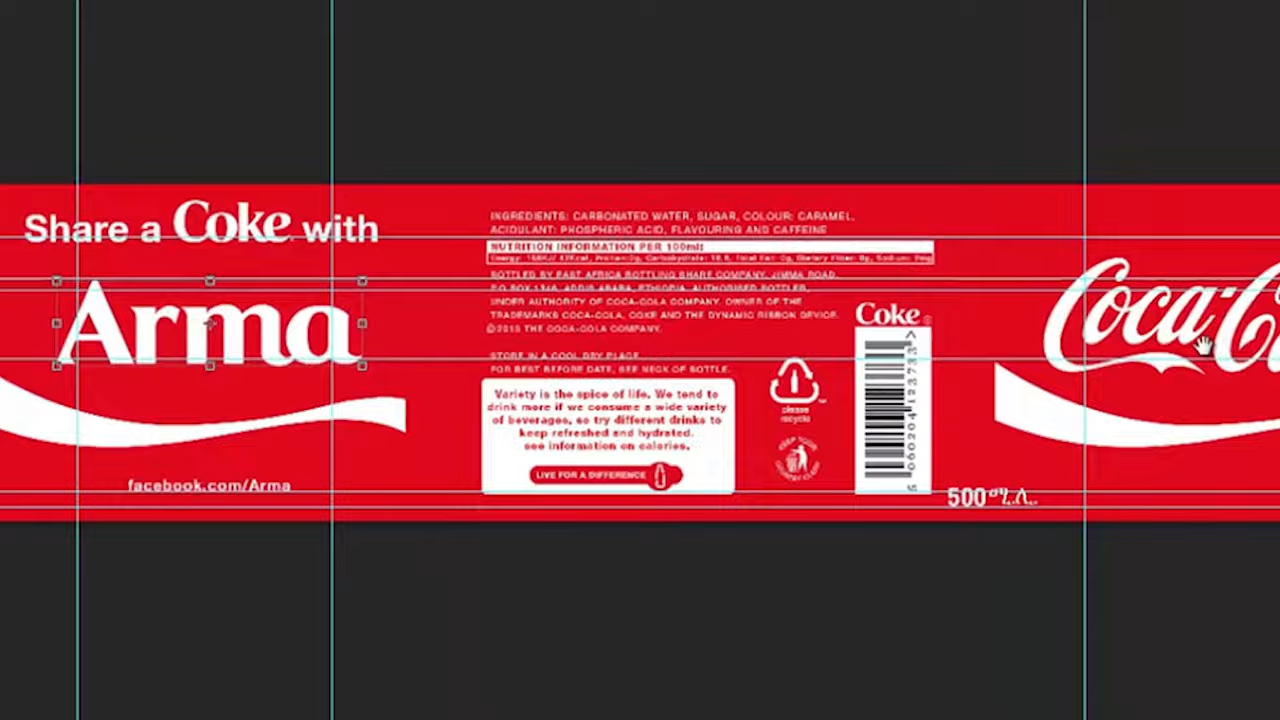 Share a Coke with
Arma
facebook.com/Arma
INGREDIENTS: CARBONATED WATER, SUGAR, COLOUR: CARAMEL,
ACIDULANT: PHOSPHERIC ACID, FLAVOURING AND CAFFEINE
NUTRITION INFORMATION PER 100mlt
BOTTLED BY EAST AFRICA BOTTLING SHARE COMPANY, JIMMA ROAD,
P.O.BOX 1346, ADDIS ABABA, ETHIOPIA. AUTHORISED BOTTLER,
UNDER AUTHORITY OF COCA-COLA COMPANY. OWNER OF THE
TRADEMARKS COCA-COLA, COKE AND THE DYNAMIC RIBBON DEVICE.
THE COCA-COLA COMPANY.
STORE IN A COOL DRY PLACE
FOR BEST BEFORE DATE, SEE NECK OF BOTTLE.
Variety is the spice of life. We tend to
drink more if we consume a wide variety
of beverages, so try different drinks to
keep refreshed and hydrated.
see information on calories.
LIVE FOR A DIFFERENCE
please
recycle
Coke
500 ሚ.ሊ.
Coca-C